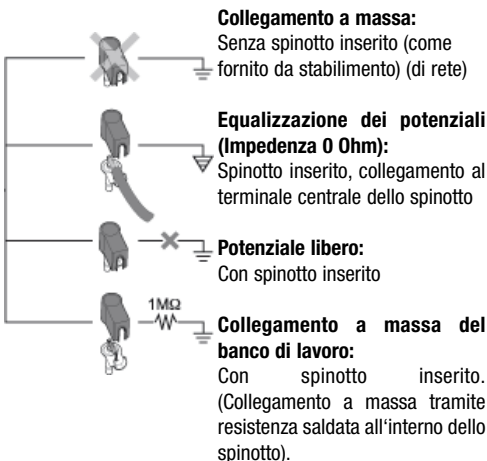 Collegamento a massa:
Senza spinotto inserito (come
fornito da stabilimento) (di rete)
Equalizzazione dei potenziali
(Impedenza 0 Ohm):
Spinotto inserito, collegamento al
terminale centrale dello spinotto
Potenziale libero:
Con spinotto inserito
1MΩ
Collegamento a massa del
banco di lavoro:
Con spinotto inserito.
(Collegamento a massa tramite
resistenza saldata all'interno dello
spinotto).